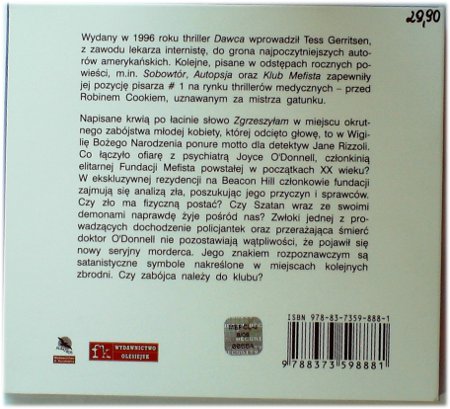 29,90
Wydany w 1996 roku thriller Dawca wprowadził Tess Gerritsen,
z zawodu lekarza internistę, do grona najpoczytniejszych auto-
rów amerykańskich. Kolejne, pisane w odstępach rocznych po-
wieści, m.in. Sobowtór, Autopsja oraz Klub Mefista zapewniły
jej pozycję pisarza # 1 na rynku thrillerów medycznych – przed
Robinem Cookiem, uznawanym za mistrza gatunku.
Napisane krwią po łacinie słowo Zgrzeszyłam w miejscu okrut-
nego zabójstwa młodej kobiety, której odcięto głowę, to w Wigi-
lię Bożego Narodzenia ponure motto dla detektyw Jane Rizzoli.
Co łączyło ofiarę z psychiatrą Joyce O'Donnell, członkinią
elitarnej Fundacji Mefista powstałej w początkach XX wieku?
W ekskluzywnej rezydencji na Beacon Hill członkowie fundacji
zajmują się analizą zła, poszukując jego przyczyn i sprawców.
Czy zło ma fizyczną postać? Czy Szatan wraz ze swoimi
demonami naprawdę żyje pośród nas? Zwłoki jednej z pro-
wadzących dochodzenie policjantek oraz przerażająca śmierć
doktor O'Donnell nie pozostawiają wątpliwości, że pojawił się
nowy seryjny morderca. Jego znakiem rozpoznawczym są
satanistyczne symbole nakreślone w miejscach kolejnych
zbrodni. Czy zabójca należy do klubu?
ISBN 978-83-7359-888-1
fk WYDAWNICTWO
OLESIEJUK
9 788373 598881